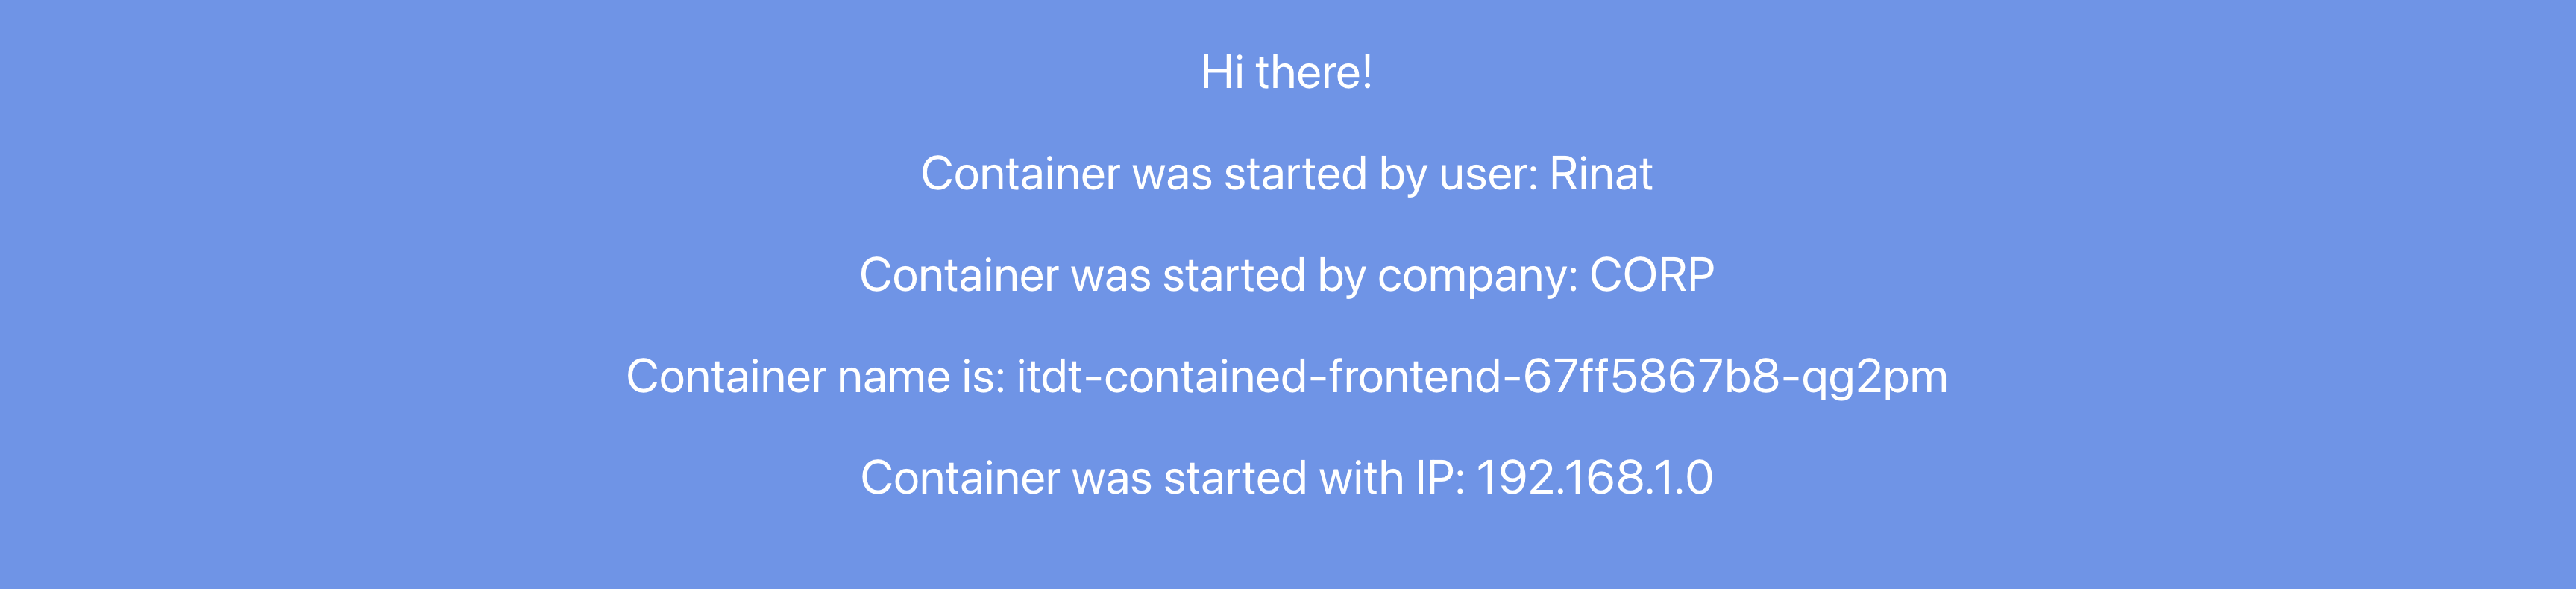 Hi there!
Container was started by user: Rinat
Container was started by company: CORP
Container name is: itdt-contained-frontend-67ff5867b8-qg2pm
Container was started with IP: 192.168.1.0